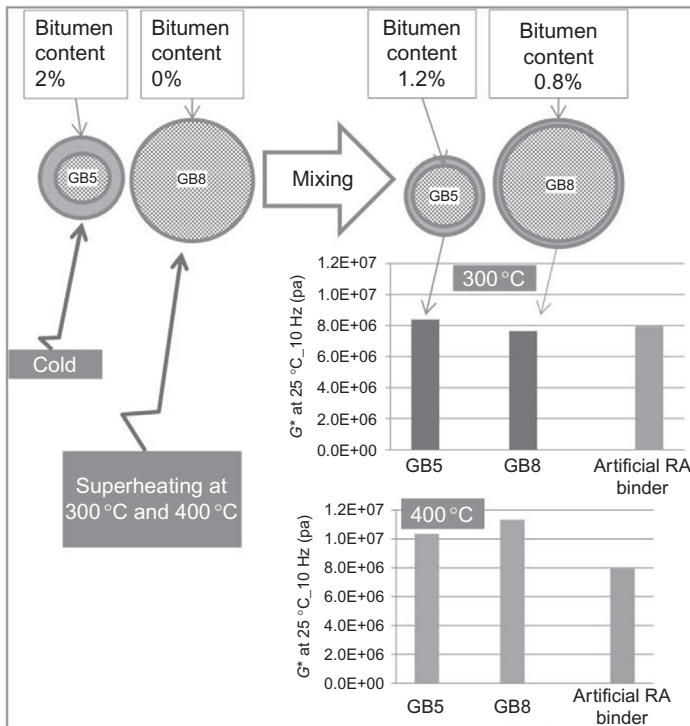 Bitumen
content
2%
Bitumen
content
0%
Bitumen
content
1.2%
Bitumen
content
0.8%
GB5
GB8
Mixing
GB5
GB8
Cold
Superheating at
300 °C and 400 °C
G* at 25 °C_10 Hz (pa)
1.2E+07
1.0E+07
8.0E+06
6.0E+06
4.0E+06
2.0E+06
0.0E+00
300 °C
GB5
GB8
Artificial RA
binder
G* at 25 °C_10 Hz (pa)
1.2E+07
1.0E+07
8.0E+06
6.0E+06
4.0E+06
2.0E+06
0.0E+00
400 °C
GB5
GB8
Artificial RA
binder